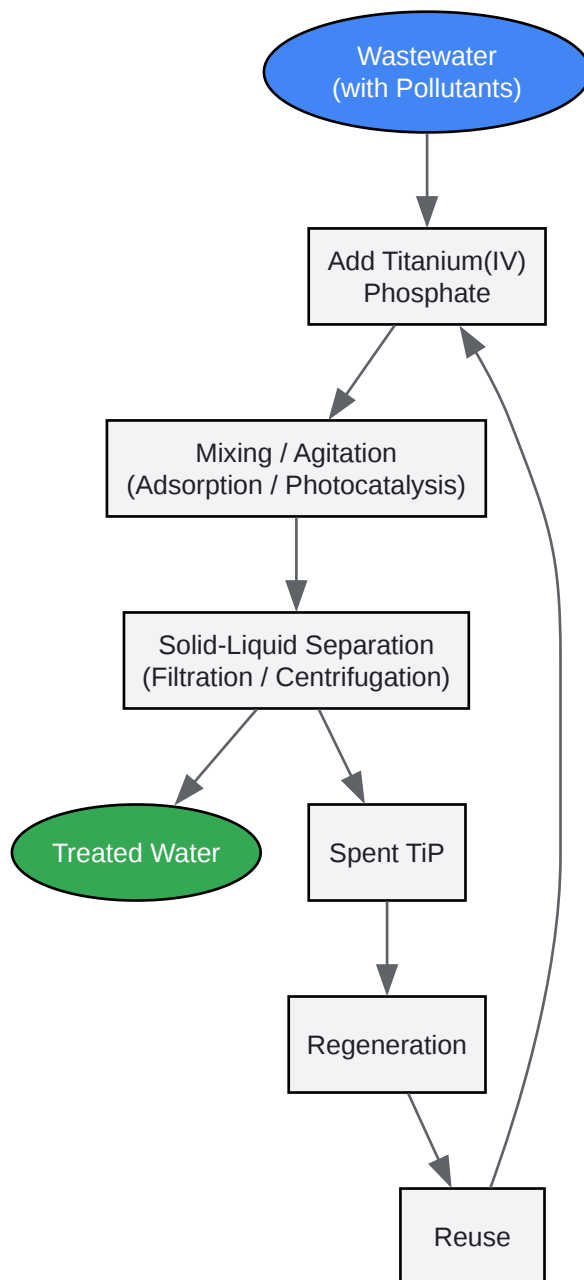 Wastewater
(with Pollutants)
Add Titanium(IV)
Phosphate
Mixing / Agitation
(Adsorption / Photocatalysis)
Solid-Liquid Separation
(Filtration / Centrifugation)
Treated Water
Spent TiP
Regeneration
Reuse